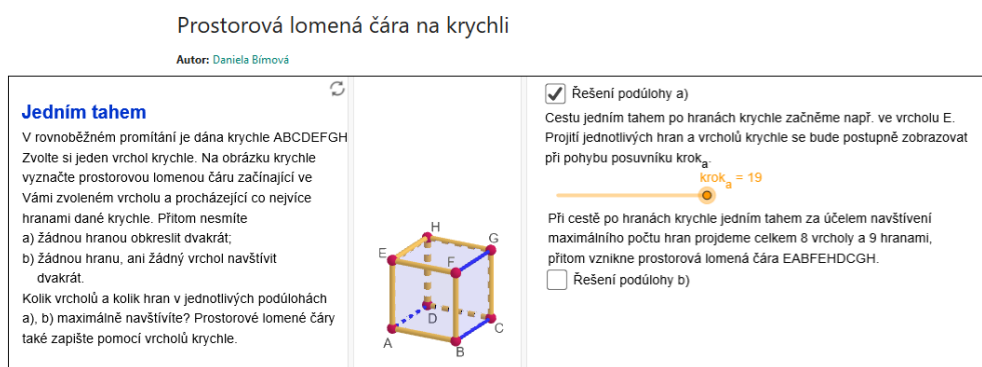 Prostorová lomená čára na krychli
Autor: Daniela Bímová
Jedním tahem
V rovnoběžném promítání je dána krychle ABCDEFGH
Zvolte si jeden vrchol krychle. Na obrázku krychle
vyznačte prostorovou lomenou čáru začínající ve
Vámi zvoleném vrcholu a procházející co nejvíce
hranami dané krychle. Přitom nesmíte
a) žádnou hranou obkreslit dvakrát;
b) žádnou hranu, ani žádný vrchol navštívit
dvakrát.
Kolik vrcholů a kolik hran v jednotlivých podúlohách
a), b) maximálně navštívíte? Prostorové lomené čáry
také zapište pomocí vrcholů krychle.
H
G
E
F
D
C
A
B
Řešení podúlohy a)
Cestu jedním tahem po hranách krychle začněme např. ve vrcholu E.
Projití jednotlivých hran a vrcholů krychle se bude postupně zobrazovat
při pohybu posuvníku krok_a.
krok_a = 19
Při cestě po hranách krychle jedním tahem za účelem navštívení
maximálního počtu hran projdeme celkem 8 vrcholy a 9 hranami,
přitom vznikne prostorová lomená čára EABFEHDCGH.
Řešení podúlohy b)